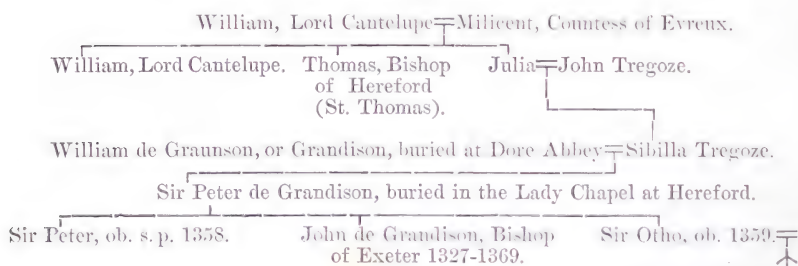 William, Lord Cantelupe Milicent, Countess of Evreux.
William, Lord Cantelupe. Thomas, Bishop Julia John Tregoze.
of Hereford
(St. Thomas).
William de Graunson, or Grandison, buried at Dore Abbey Sibilla Tregoze.
Sir Peter de Grandison, buried in the Lady Chapel at Hereford.
Sir Peter, ob. s.p. 1358. John de Grandison, Bishop Sir Otho, ob. 1359.
of Exeter 1327-1369.